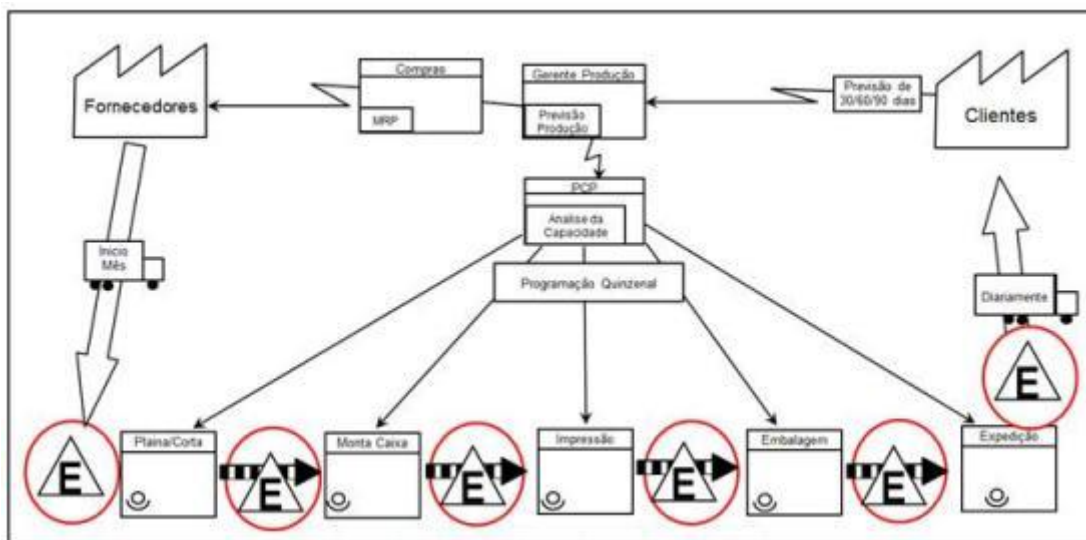 Compras
Gerente Produção
Previsão de
30/60/90 dias
Fornecedores
MRP
Previsão
Produção
Clientes
PCP
Analise da
Capacidade
Inicio
Mês
Programação Quinzenal
Diariamente
E
Plaina/Corta
Monta Caixa
Impressão
Embalagem
Expedição
E
E
E
E
E